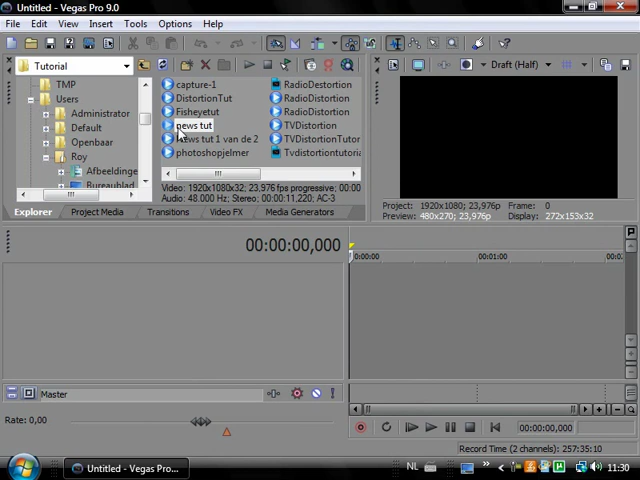 Untitled - Vegas Pro 9.0
File Edit View Insert Tools Options Help
Tutorial
Draft (Half)
TMP
Users
Administrator
Default
Openbaar
Roy
Afbeeldinge
Bureaublad
capture-1
DistortionTut
Fisheyetut
news tut
News tut 1 van de 2
photoshopjelmer
RadioDestortion
RadioDistortion
RadioDistortion
TVDistortion
TVDistortionTutor
Tvdistortiontutoria
Video: 1920x1080x32; 23,976 fps progressive; 00:00
Audio: 48.000 Hz; Stereo; 00:00:11,220; AC-3
Explorer Project Media Transitions Video FX Media Generators
Project: 1920x1080; 23,976p Frame: 0
Preview: 480x270; 23,976p Display: 272x153x32
00:00:00,000
0:00:00 00:01:00 00:02
Master
Rate: 0,00
00:00:00,000
Record Time (2 channels): 257:35:10
Untitled - Vegas Pro...
NL
11:30